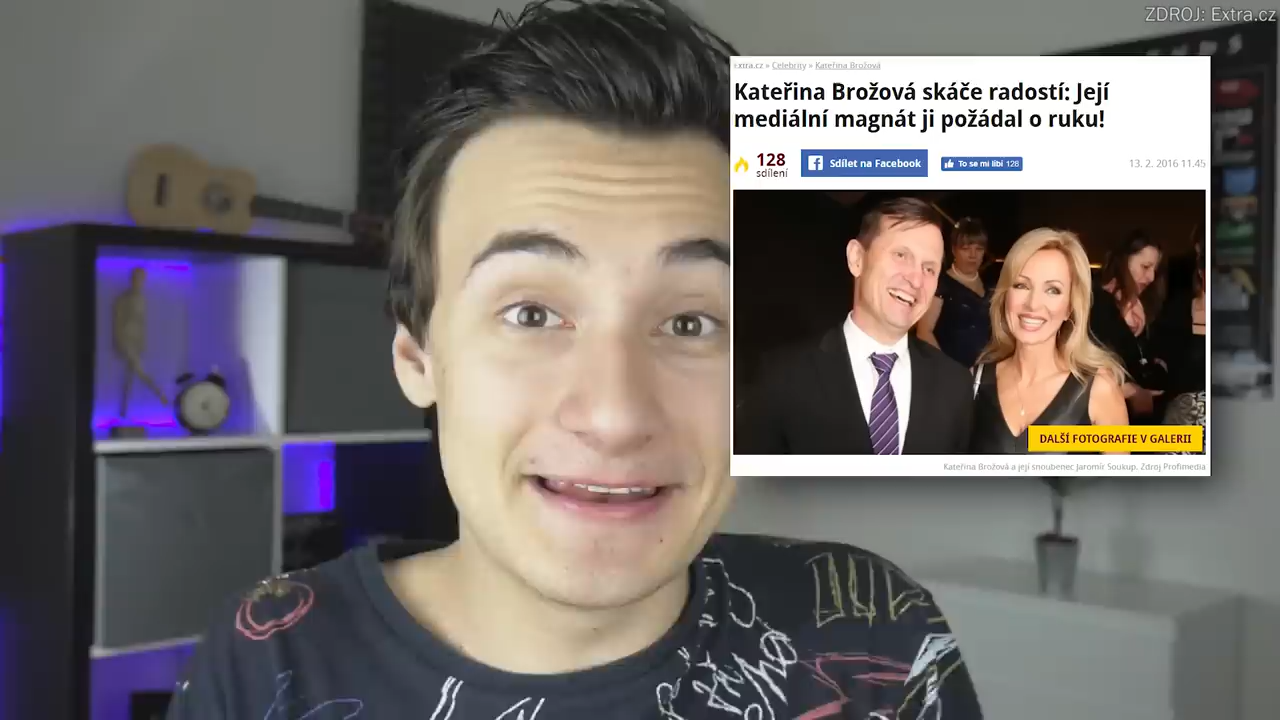 ZDROJ: Extra.cz
extra.cz » Celebrity » Kateřina Brožová
Kateřina Brožová skáče radostí: Její
mediální magnát ji požádal o ruku!
128
sdílení
Sdílet na Facebook
To se mi líbí 128
13. 2. 2016 11.45
DALŠÍ FOTOGRAFIE V GALERII
Kateřina Brožová a její snoubenec Jaromír Soukup. Zdroj Profimedia